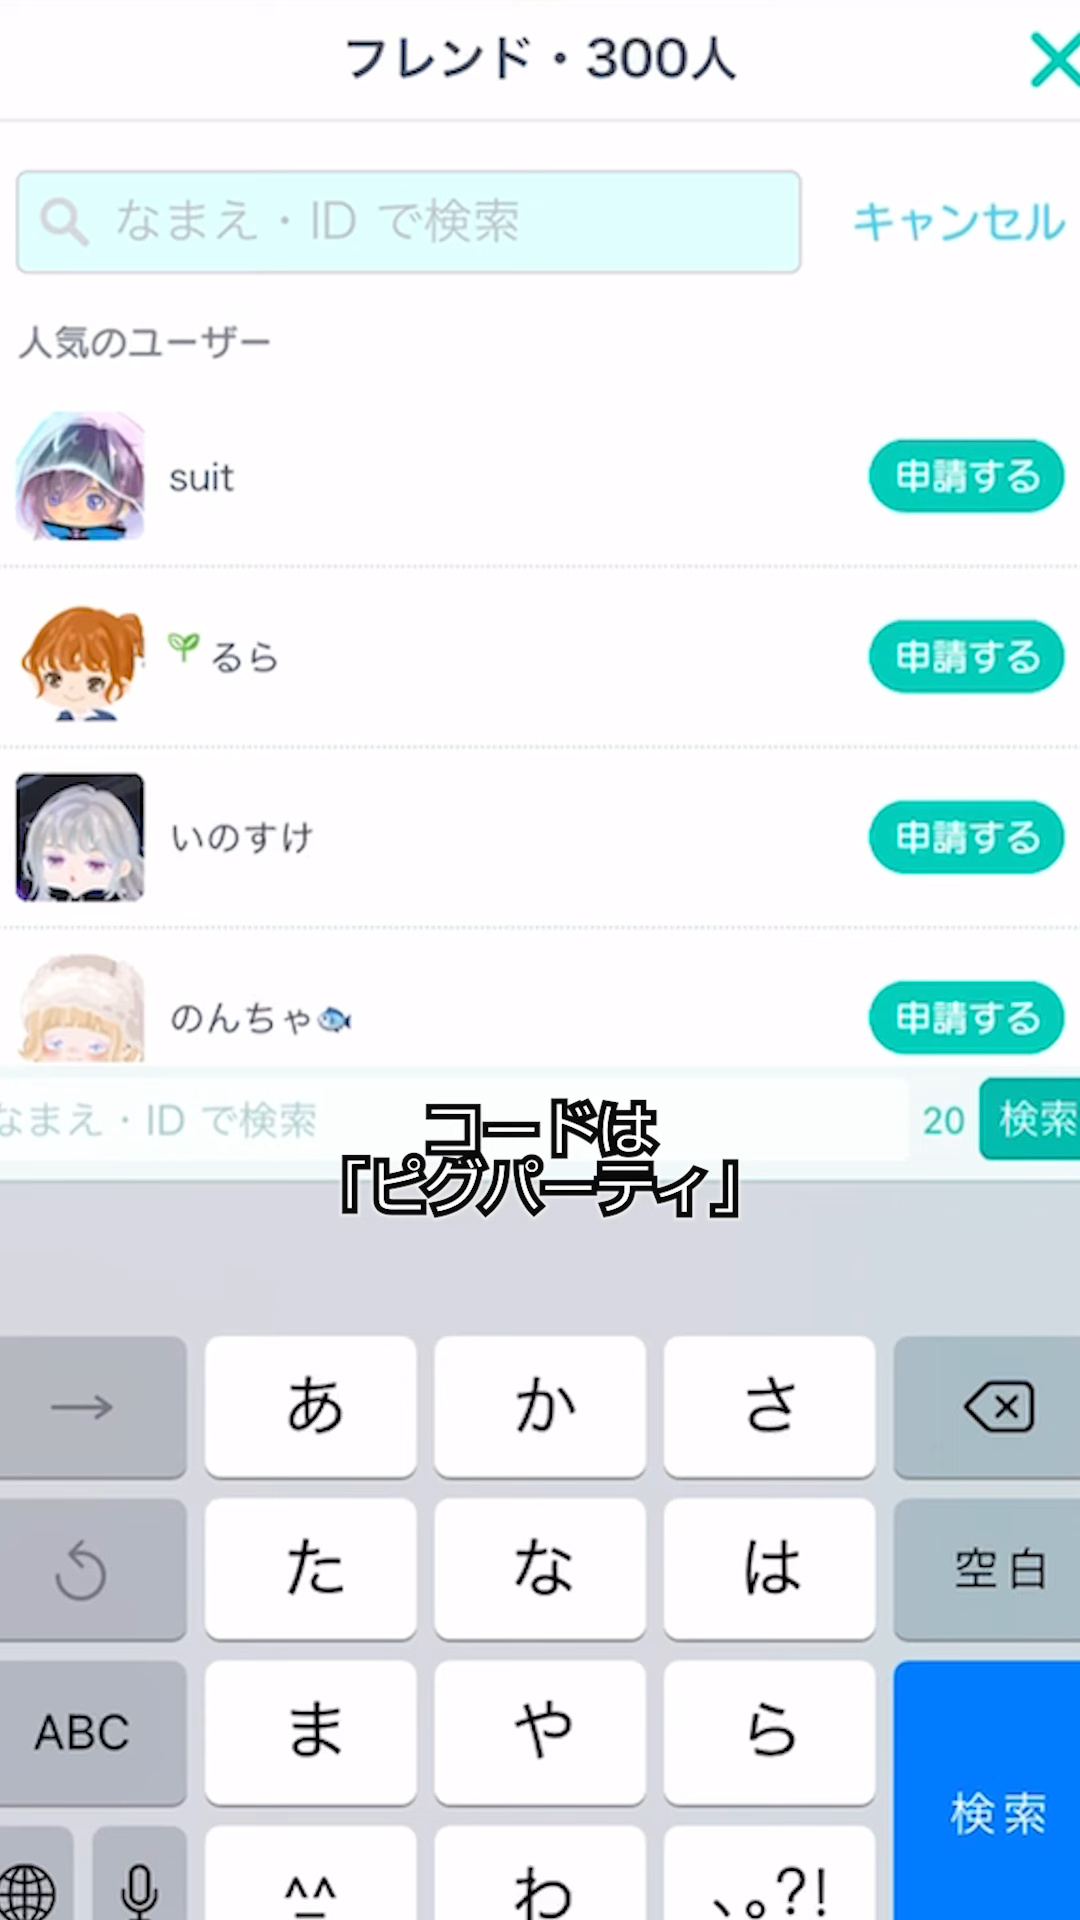 フレンド・300人
なまえ・ID で検索
キャンセル
人気のユーザー
suit
申請する
🌱るら
申請する
いのすけ
申請する
のんちゃ🐟
申請する
なまえ・ID で検索
20
検索
コードは
「ピグパーティ」
→
あ
か
さ
た
な
は
空白
ABC
ま
や
ら
検索
^^
わ
、。?!